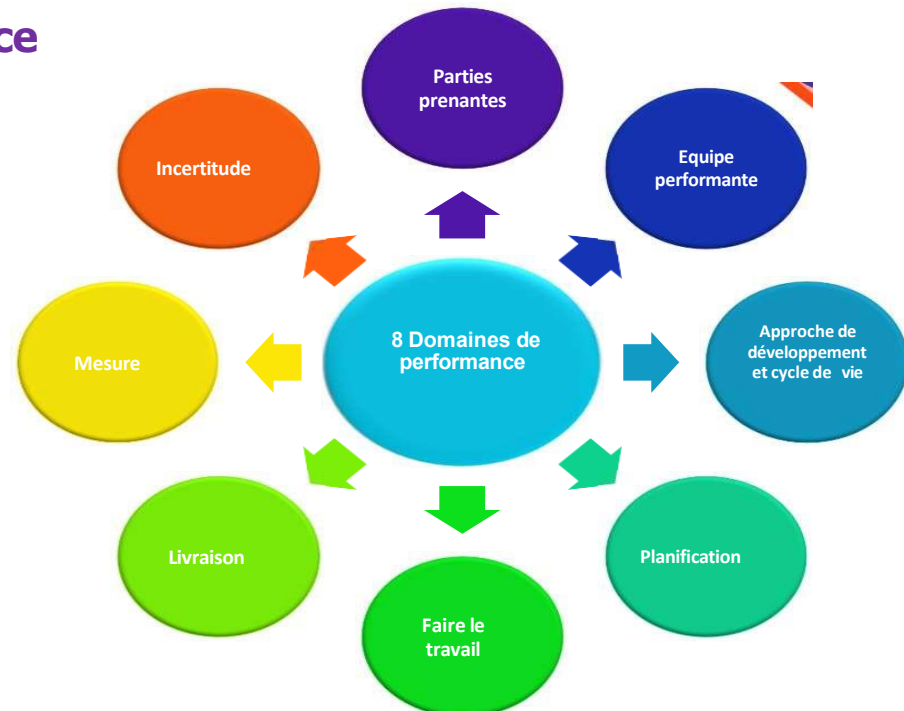 ce
Parties
prenantes
Equipe
performante
Approche de
développement
et cycle de vie
Planification
Faire le
travail
Livraison
Mesure
Incertitude
8 Domaines de
performance